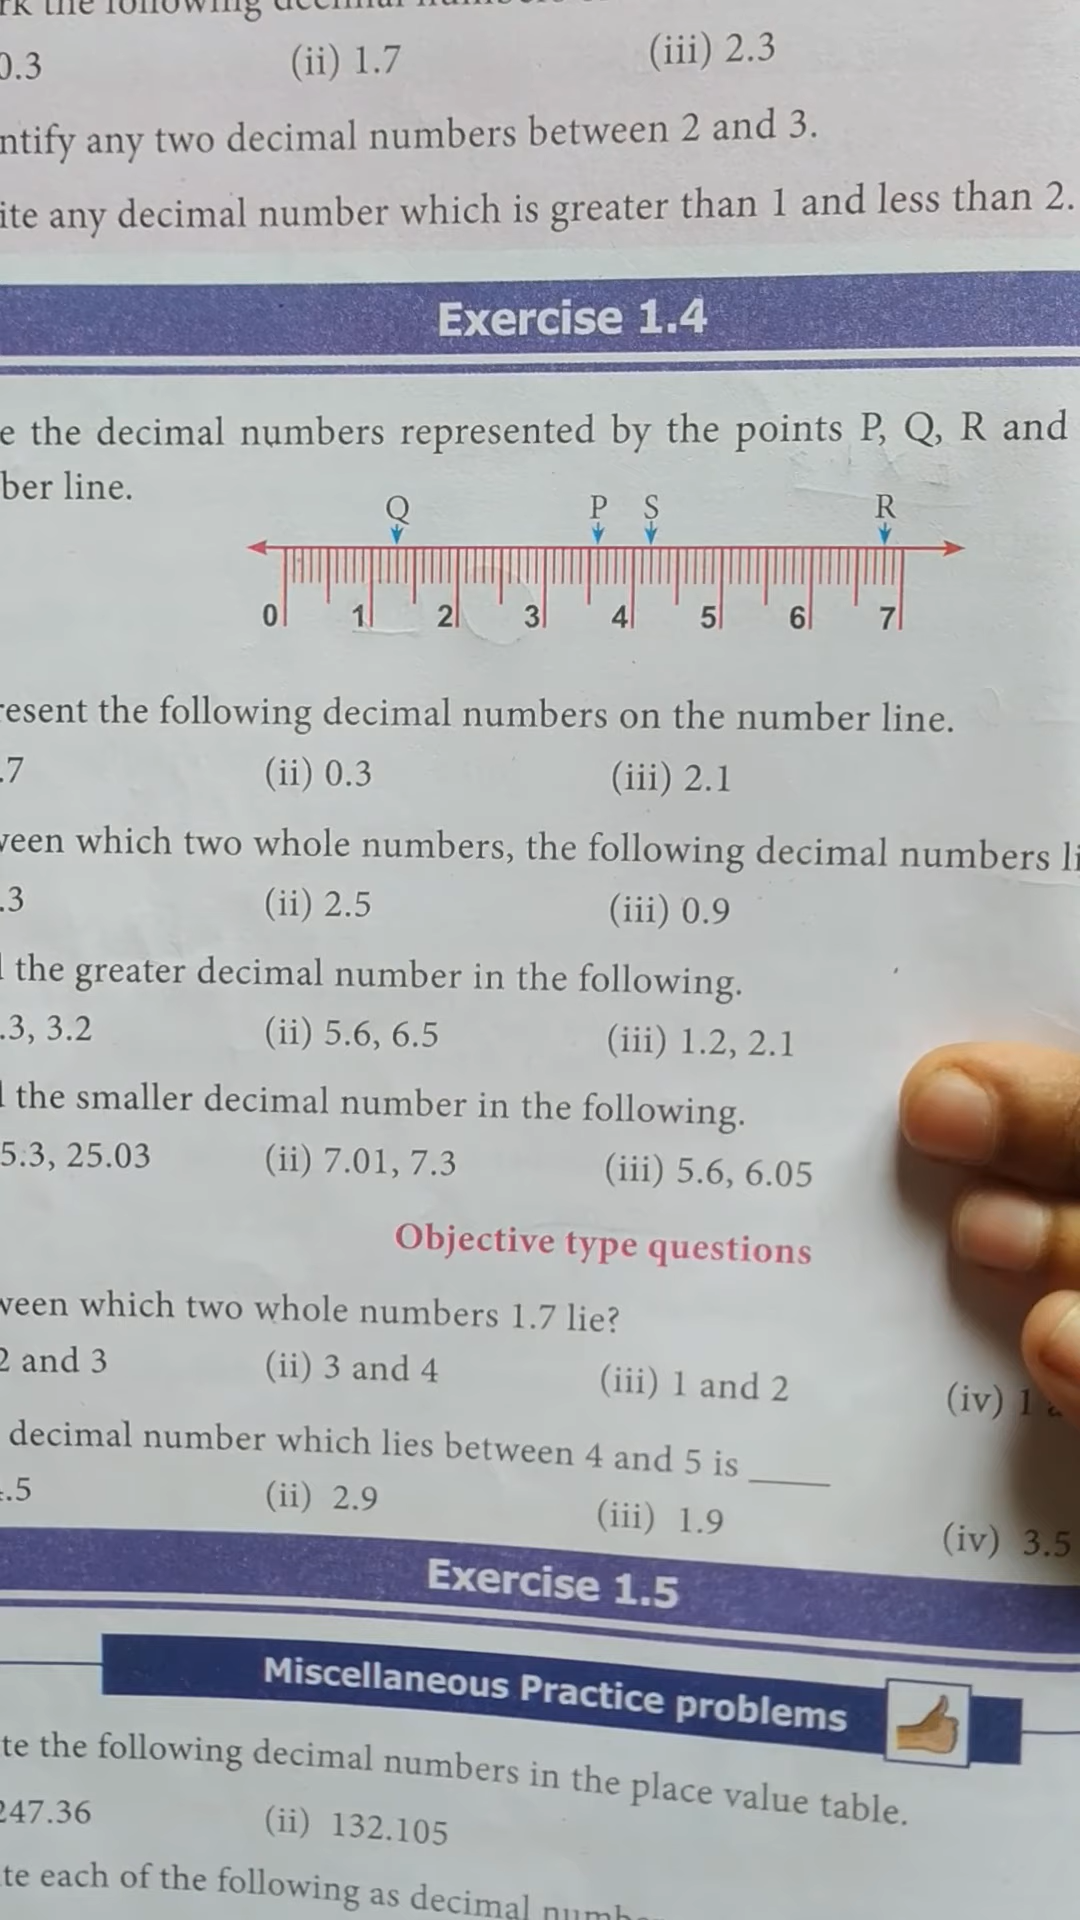 rk the following decimal numbers
0.3 (ii) 1.7 (iii) 2.3
ntify any two decimal numbers between 2 and 3.
ite any decimal number which is greater than 1 and less than 2.
Exercise 1.4
e the decimal numbers represented by the points P, Q, R and
ber line.
Q P S R
0 1 2 3 4 5 6 7
resent the following decimal numbers on the number line.
.7 (ii) 0.3 (iii) 2.1
ween which two whole numbers, the following decimal numbers li
.3 (ii) 2.5 (iii) 0.9
the greater decimal number in the following.
.3, 3.2 (ii) 5.6, 6.5 (iii) 1.2, 2.1
the smaller decimal number in the following.
5.3, 25.03 (ii) 7.01, 7.3 (iii) 5.6, 6.05
Objective type questions
ween which two whole numbers 1.7 lie?
2 and 3 (ii) 3 and 4 (iii) 1 and 2 (iv) 1
decimal number which lies between 4 and 5 is ____
.5 (ii) 2.9 (iii) 1.9 (iv) 3.5
Exercise 1.5
Miscellaneous Practice problems
te the following decimal numbers in the place value table.
247.36 (ii) 132.105
te each of the following as decimal numb